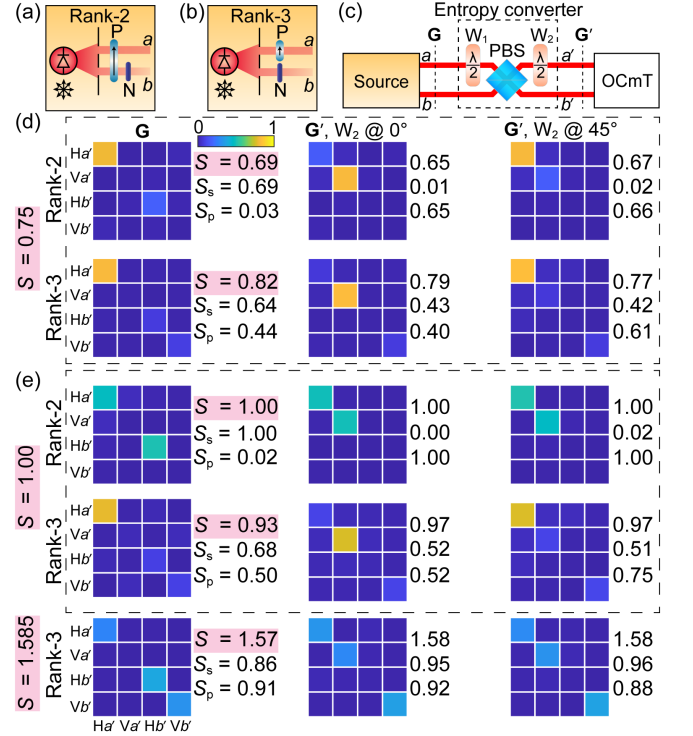 (a) Rank-2
P
a
b
N
(b) Rank-3
P
a
b
N
(c) Entropy converter
G W₁ W₂ G′
PBS
a a′
λ/2 λ/2
Source OCmT
b b′
(d) G 0 1 G′, W₂ @ 0° G′, W₂ @ 45°
S = 0.75
Rank-2
Ha′ S = 0.69 0.65 0.67
Va′ Sₛ = 0.69 0.01 0.02
Hb′ Sₚ = 0.03 0.65 0.66
Vb′
Rank-3
Ha′ S = 0.82 0.79 0.77
Va′ Sₛ = 0.64 0.43 0.42
Hb′ Sₚ = 0.44 0.40 0.61
Vb′
(e)
S = 1.00
Rank-2
Ha′ S = 1.00 1.00 1.00
Va′ Sₛ = 1.00 0.00 0.02
Hb′ Sₚ = 0.02 1.00 1.00
Vb′
Rank-3
Ha′ S = 0.93 0.97 0.97
Va′ Sₛ = 0.68 0.52 0.51
Hb′ Sₚ = 0.50 0.52 0.75
Vb′
S = 1.585
Rank-3
Ha′ S = 1.57 1.58 1.58
Va′ Sₛ = 0.86 0.95 0.96
Hb′ Sₚ = 0.91 0.92 0.88
Vb′
Ha′ Va′ Hb′ Vb′